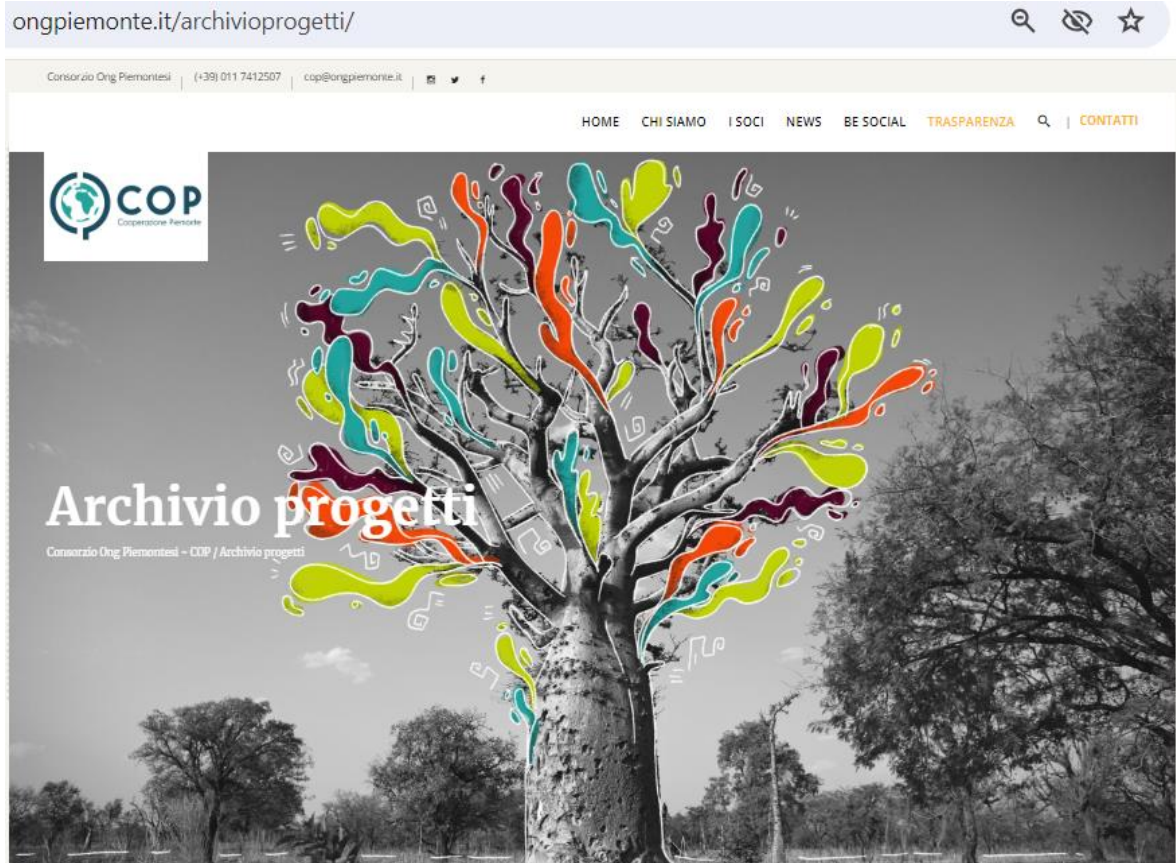 ongpiemonte.it/archivioprogetti/
Consorzio Ong Piemontesi | (+39) 011 7412507 | cop@ongpiemonte.it |
HOME CHI SIAMO I SOCI NEWS BE SOCIAL TRASPARENZA | CONTATTI
COP
Cooperazione Piemonte
Archivio progetti
Consorzio Ong Piemontesi – COP / Archivio progetti